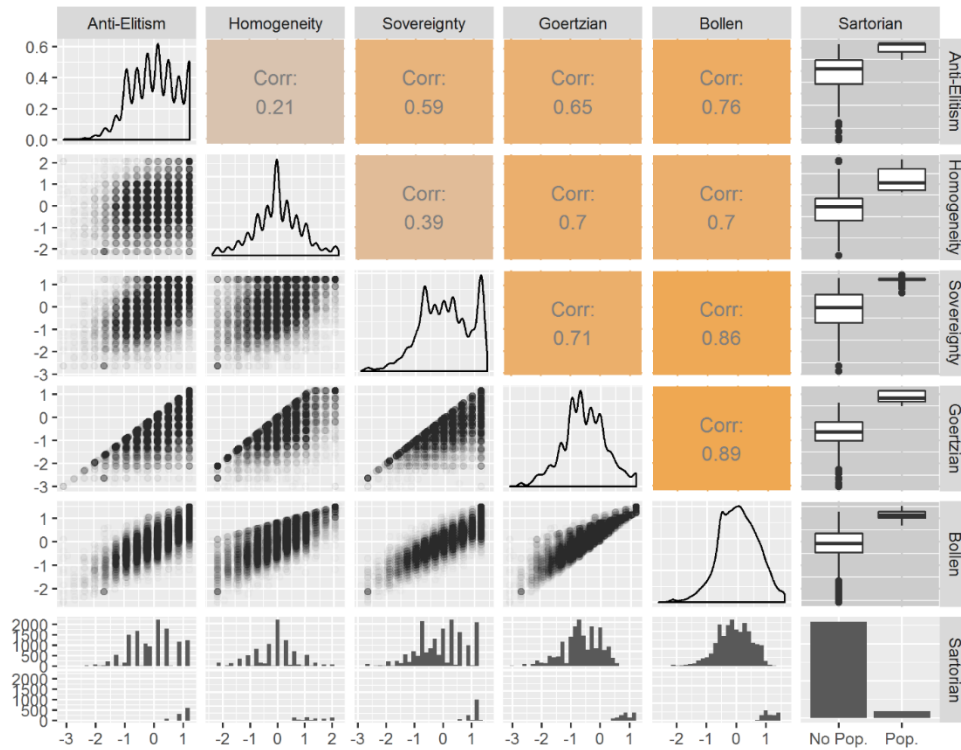 Anti-Elitism Homogeneity Sovereignty Goertzian Bollen Sartorian
0.6
0.4
0.2
0.0
Corr:
0.21
Corr:
0.59
Corr:
0.65
Corr:
0.76
Anti-Elitism
2
1
0
-1
-2
Corr:
0.39
Corr:
0.7
Corr:
0.7
Homogeneity
1
0
-1
-2
-3
Corr:
0.71
Corr:
0.86
Sovereignty
1
0
-1
-2
-3
Corr:
0.89
Goertzian
1
0
-1
-2
Bollen
2000
1500
1000
500
0
2000
1500
1000
500
0
Sartorian
-3 -2 -1 0 1 -2 -1 0 1 2 -3 -2 -1 0 1 -3 -2 -1 0 1 -2 -1 0 1 No Pop. Pop.